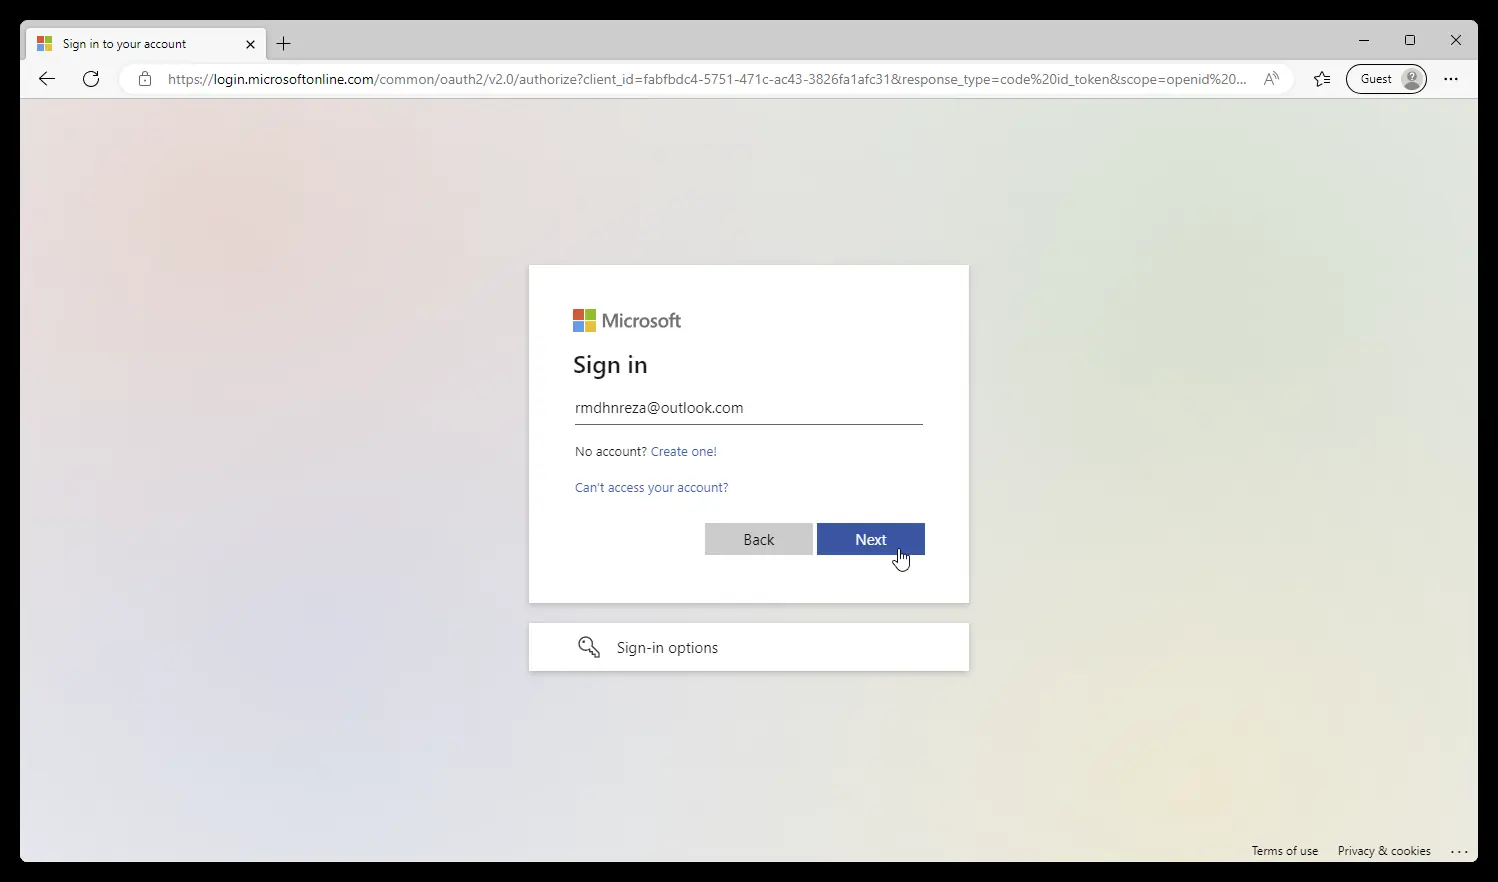 Sign in to your account
https://login.microsoftonline.com/common/oauth2/v2.0/authorize?client_id=fabfbdc4-5751-471c-ac43-3826fa1afc31&response_type=code%20id_token&scope=openid%20...
Guest
Microsoft
Sign in
rmdhnreza@outlook.com
No account? Create one!
Can't access your account?
Back Next
Sign-in options
Terms of use Privacy & cookies ...